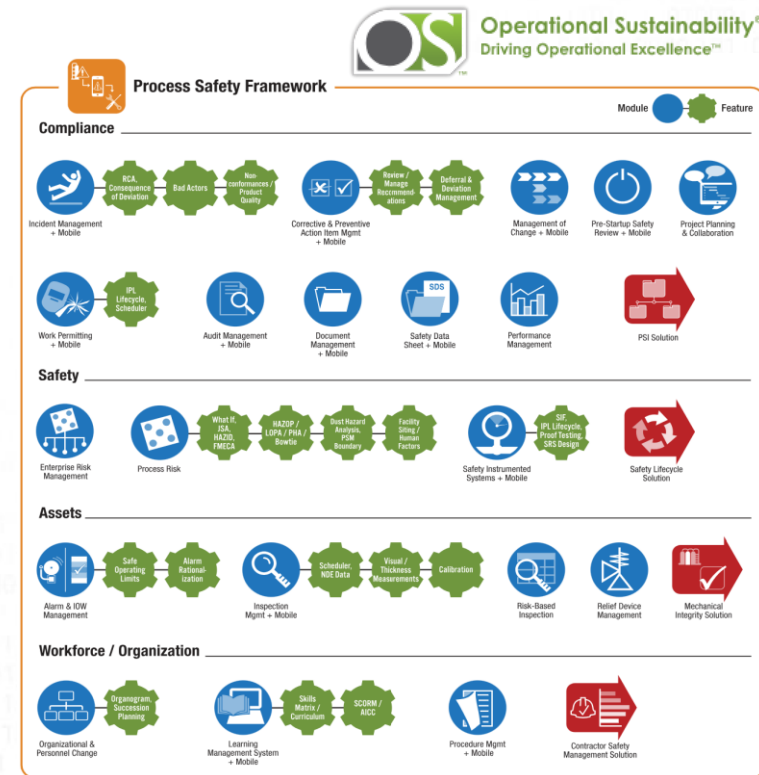 OS
™
Operational Sustainability®
Driving Operational Excellence™
Process Safety Framework
Module
Feature
Compliance
Incident Management
+ Mobile
RCA,
Consequence
of Deviation
Bad Actors
Non-
conformances /
Product
Quality
Corrective & Preventive
Action Item Mgmt
+ Mobile
Review /
Manage
Reccmmend-
ations
Deferral &
Deviation
Management
Management of
Change + Mobile
Pre-Startup Safety
Review + Mobile
Project Planning
& Collaboration
Work Permitting
+ Mobile
IPL
Lifecycle,
Scheduler
Audit Management
+ Mobile
Document
Management
+ Mobile
SDS
Safety Data
Sheet + Mobile
Performance
Management
PSI Solution
Safety
Enterprise Risk
Management
Process Risk
What If,
JSA,
HAZID,
FMECA
HAZOP /
LOPA / PHA /
Bowtie
Dust Hazard
Analysis,
PSM
Boundary
Facility
Siting /
Human
Factors
Safety Instrumented
Systems + Mobile
SIF,
IPL Lifecycle,
Proof Testing,
SRS Design
Safety Lifecycle
Solution
Assets
Alarm & IOW
Management
Safe
Operating
Limits
Alarm
Rational-
ization
Inspection
Mgmt + Mobile
Scheduler,
NDE Data
Visual /
Thickness
Measurements
Calibration
Risk-Based
Inspection
Relief Device
Management
Mechanical
Integrity Solution
Workforce / Organization
Organizational &
Personnel Change
Organogram,
Succession
Planning
Learning
Management System
+ Mobile
Skills
Matrix /
Curriculum
SCORM /
AICC
Procedure Mgmt
+ Mobile
Contractor Safety
Management Solution